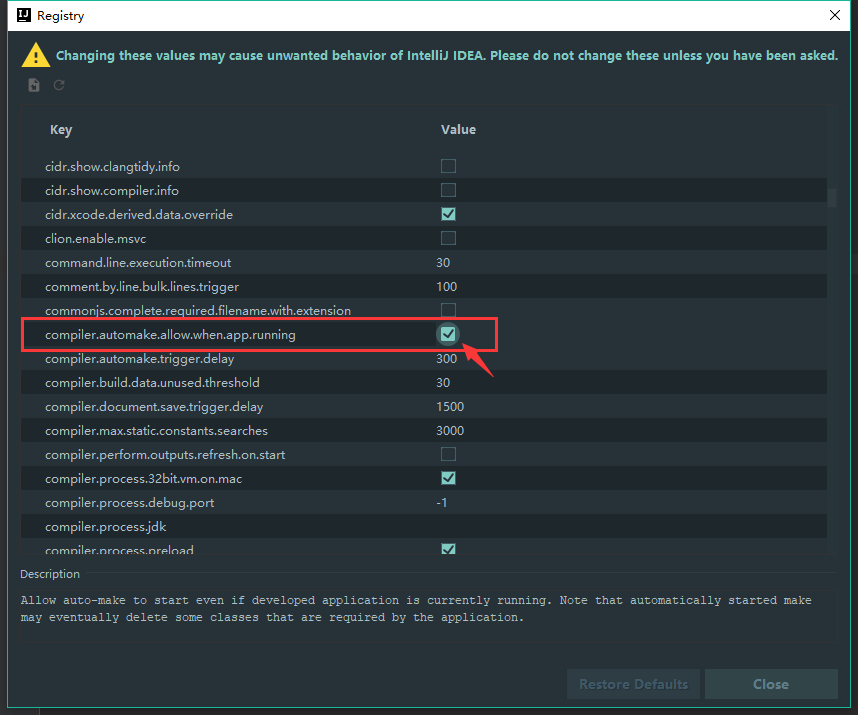 IJ Registry
Changing these values may cause unwanted behavior of IntelliJ IDEA. Please do not change these unless you have been asked.
Key Value
cidr.show.clangtidy.info
cidr.show.compiler.info
cidr.xcode.derived.data.override
clion.enable.msvc
command.line.execution.timeout 30
comment.by.line.bulk.lines.trigger 100
commonjs.complete.required.filename.with.extension
compiler.automake.allow.when.app.running
compiler.automake.trigger.delay 300
compiler.build.data.unused.threshold 30
compiler.document.save.trigger.delay 1500
compiler.max.static.constants.searches 3000
compiler.perform.outputs.refresh.on.start
compiler.process.32bit.vm.on.mac
compiler.process.debug.port -1
compiler.process.jdk
compiler.process.preload
Description
Allow auto-make to start even if developed application is currently running. Note that automatically started make
may eventually delete some classes that are required by the application.
Restore Defaults Close